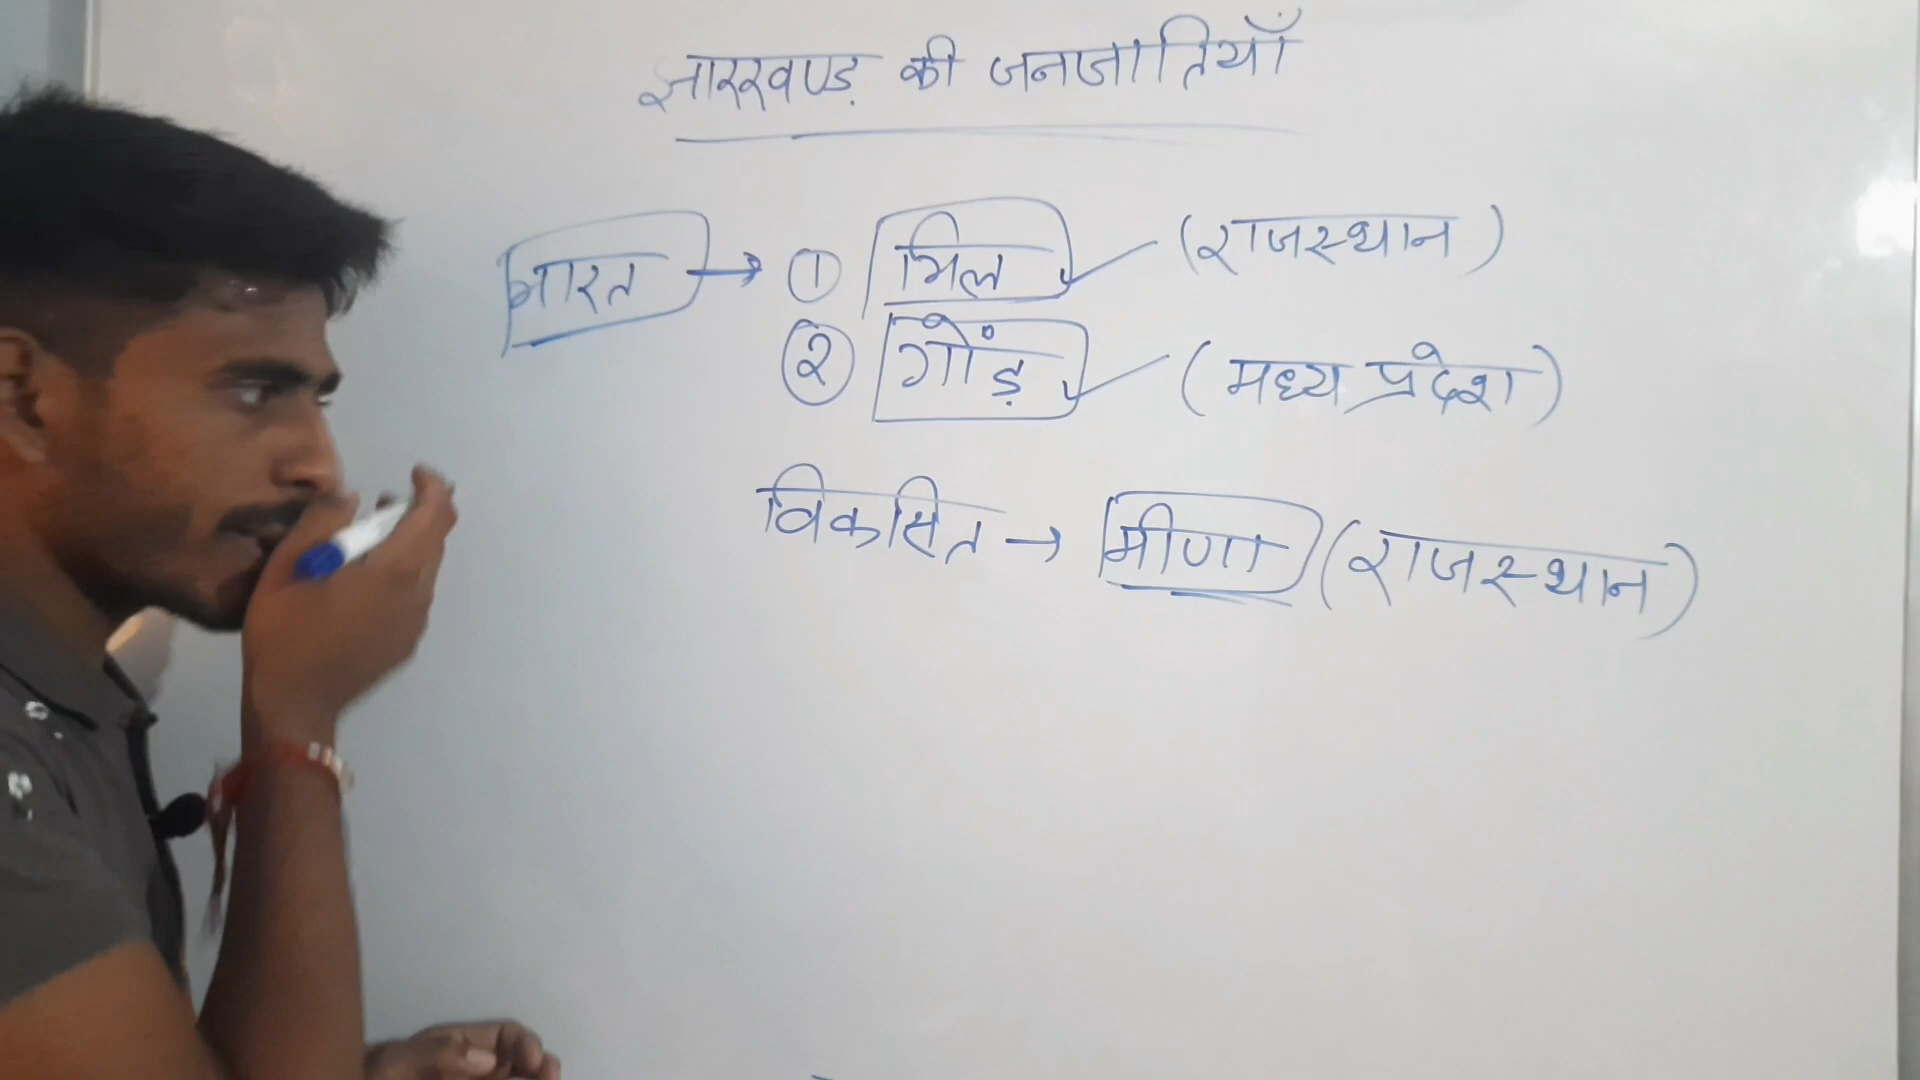 झारखण्ड़ की जनजातियाँ
भारत → ① भिल (राजस्थान)
② गोंड़ (मध्य प्रदेश)
विकसित → मीणा (राजस्थान)